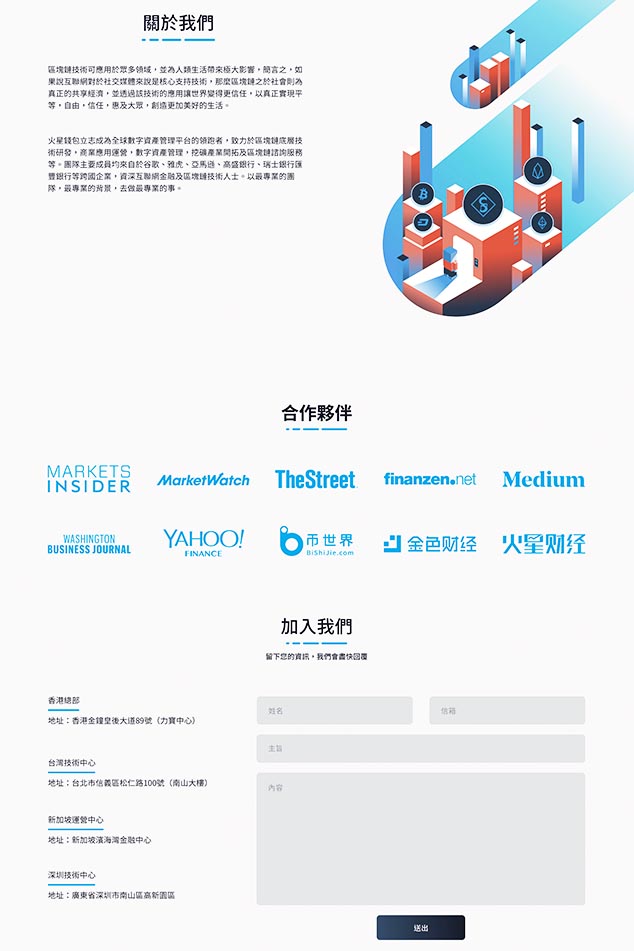 關於我們
區塊鏈技術可應用於眾多領域，並為人類生活帶來極大影響，簡言之，如
果說互聯網對於社交媒體來說是核心支持技術，那麼區塊鏈之於社會則為
真正的共享經濟，並透過該技術的應用讓世界變得更信任，以真正實現平
等，自由，信任，惠及大眾，創造更加美好的生活。
火星錢包立志成為全球數字資產管理平台的領跑者，致力於區塊鏈底層技
術研發，商業應用運營，數字資產管理，挖礦產業開拓及區塊鏈諮詢服務
等。團隊主要成員均來自於谷歌、雅虎、亞馬遜、高盛銀行、瑞士銀行匯
豐銀行等跨國企業，資深互聯網金融及區塊鏈技術人士。以最專業的團
隊，最專業的背景，去做最專業的事。
合作夥伴
MARKETS
INSIDER
MarketWatch
TheStreet
finanzen.net
Medium
WASHINGTON
BUSINESS JOURNAL
YAHOO!
FINANCE
币世界
BiShiJie.com
金色财经
火星财经
加入我們
留下您的資訊，我們會盡快回覆
香港總部
地址：香港金鐘皇後大道89號（力寶中心）
台灣技術中心
地址：台北市信義區松仁路100號（南山大樓）
新加坡運營中心
地址：新加坡濱海灣金融中心
深圳技術中心
地址：廣東省深圳市南山區高新園區
姓名
信箱
主旨
內容
送出